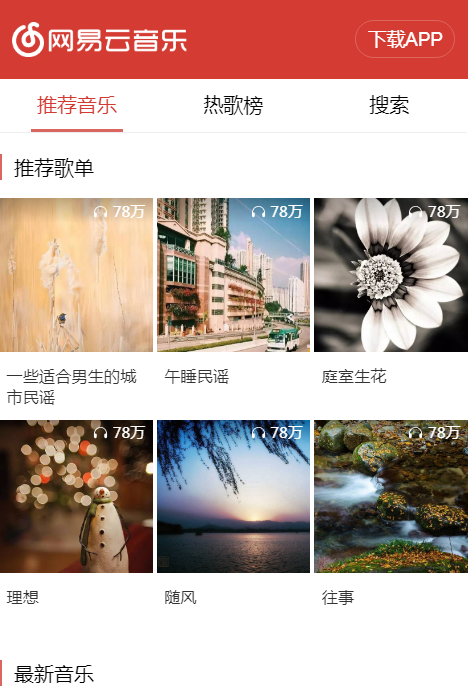 网易云音乐
下载APP
推荐音乐
热歌榜
搜索
推荐歌单
78万
78万
78万
一些适合男生的城
市民谣
午睡民谣
庭室生花
78万
78万
78万
理想
随风
往事
最新音乐